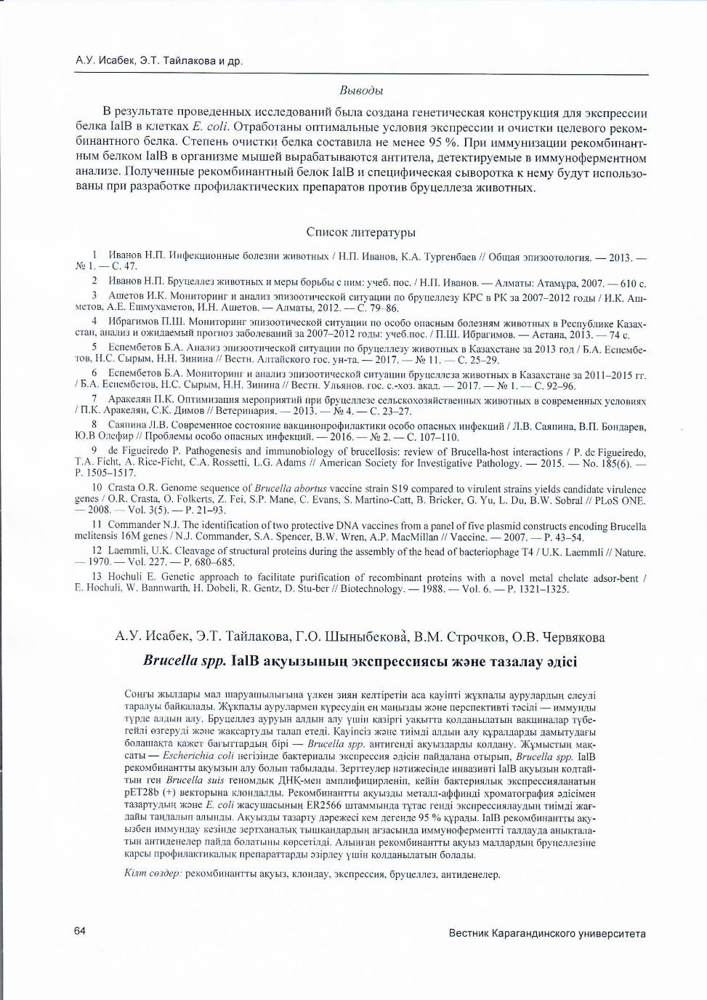 А.У. Исабек, Э.Т. Тайлакова и др.
Выводы
В результате проведенных исследований была создана генетическая конструкция для экспрессии
белка IalB в клетках E. coli. Отработаны оптимальные условия экспрессии и очистки целевого реком-
бинантного белка. Степень очистки белка составила не менее 95 %. При иммунизации рекомбинант-
ным белком IalB в организме мышей вырабатываются антитела, детектируемые в иммуноферментном
анализе. Полученные рекомбинантный белок IalB и специфическая сыворотка к нему будут использо-
ваны при разработке профилактических препаратов против бруцеллеза животных.
Список литературы
1 Иванов Н.П. Инфекционные болезни животных / Н.П. Иванов, К.А. Тургенбаев // Общая эпизоотология. — 2013. —
№ 1. — С. 47.
2 Иванов Н.П. Бруцеллез животных и меры борьбы с ним: учеб. пос. / Н.П. Иванов. — Алматы: Атамұра, 2007. — 610 с.
3 Ашетов И.К. Мониторинг и анализ эпизоотической ситуации по бруцеллезу КРС в РК за 2007–2012 годы / И.К. Аш-
метов, А.Е. Ешмухаметов, И.Н. Ашетов. — Алматы, 2012. — С. 79–86.
4 Ибрагимов П.Ш. Мониторинг эпизоотической ситуации по особо опасным болезням животных в Республике Казах-
стан, анализ и ожидаемый прогноз заболеваний за 2007–2012 годы: учеб.пос. / П.Ш. Ибрагимов. — Астана, 2013. — 74 с.
5 Еспембетов Б.А. Анализ эпизоотической ситуации по бруцеллезу животных в Казахстане за 2013 год / Б.А. Еспембе-
тов, Н.С. Сырым, Н.Н. Зинина // Вестн. Алтайского гос. ун-та. — 2017. — № 11. — С. 25–29.
6 Еспембетов Б.А. Мониторинг и анализ эпизоотической ситуации бруцеллеза животных в Казахстане за 2011–2015 гг.
/ Б.А. Еспембетов, Н.С. Сырым, Н.Н. Зинина // Вестн. Ульянов. гос. с.-хоз. акад. — 2017. — № 1. — С. 92–96.
7 Аракелян П.К. Оптимизация мероприятий при бруцеллезе сельскохозяйственных животных в современных условиях
/ П.К. Аракелян, С.К. Димов // Ветеринария. — 2013. — № 4. — С. 23–27.
8 Саяпина Л.В. Современное состояние вакцинопрофилактики особо опасных инфекций / Л.В. Саяпина, В.П. Бондарев,
Ю.В Олефир // Проблемы особо опасных инфекций. — 2016. — № 2. — С. 107–110.
9 de Figueiredo P. Pathogenesis and immunobiology of brucellosis: review of Brucella-host interactions / P. de Figueiredo,
T.A. Ficht, A. Rice-Ficht, C.A. Rossetti, L.G. Adams // American Society for Investigative Pathology. — 2015. — No. 185(6). —
P. 1505–1517.
10 Crasta O.R. Genome sequence of Brucella abortus vaccine strain S19 compared to virulent strains yields candidate virulence
genes / O.R. Crasta, O. Folkerts, Z. Fei, S.P. Mane, C. Evans, S. Martino-Catt, B. Bricker, G. Yu, L. Du, B.W. Sobral // PLoS ONE.
— 2008. — Vol. 3(5). — P. 21–93.
11 Commander N.J. The identification of two protective DNA vaccines from a panel of five plasmid constructs encoding Brucella
melitensis 16M genes / N.J. Commander, S.A. Spencer, B.W. Wren, A.P. MacMillan // Vaccine. — 2007. — P. 43–54.
12 Laemmli, U.K. Cleavage of structural proteins during the assembly of the head of bacteriophage T4 / U.K. Laemmli // Nature.
— 1970. — Vol. 227. — P. 680–685.
13 Hochuli E. Genetic approach to facilitate purification of recombinant proteins with a novel metal chelate adsor-bent /
E. Hochuli, W. Bannwarth, H. Dobeli, R. Gentz, D. Stu-ber // Biotechnology. — 1988. — Vol. 6. — P. 1321–1325.
А.У. Исабек, Э.Т. Тайлакова, Г.О. Шыныбекова, В.М. Строчков, О.В. Червякова
Brucella spp. IalB ақуызының экспрессиясы және тазалау әдісі
Соңғы жылдары мал шаруашылығына үлкен зиян келтіретін аса қауіпті жұқпалы аурулардың елеулі
таралуы байқалады. Жұқпалы аурулармен күресудің ең маңызды және перспективті тәсілі — иммунды
түрде алдын алу. Бруцеллез ауруын алдын алу үшін қазіргі уақытта қолданылатын вакциналар түбе-
гейлі өзгеруді және жақсартуды талап етеді. Қауіпсіз және тиімді алдын алу құралдарды дамытудағы
болашақта қажет бағыттардың бірі — Brucella spp. антигенді ақуыздарды қолдану. Жұмыстың мақ-
саты — Escherichia coli негізінде бактериалы экспрессия әдісін пайдалана отырып, Brucella spp. IalB
рекомбинантты ақуызын алу болып табылады. Зерттеулер нәтижесінде инвазивті IalB ақуызын кодтай-
тын ген Brucella suis геномдық ДНҚ-мен амплифицирленіп, кейін бактериялық экспрессияланатын
pET28b (+) векторына клондалды. Рекомбинантты ақуызды металл-аффинді хроматография әдісімен
тазартудың және E. coli жасушасының ER2566 штаммында тұтас генді экспрессиялаудың тиімді жағ-
дайы таңдалып алынды. Ақуызды тазарту дәрежесі кем дегенде 95 % құрады. IalB рекомбинантты ақу-
ызбен иммундау кезінде зертханалық тышқандардың ағзасында иммуноферментті талдауда анықтала-
тын антиденелер пайда болатыны көрсетілді. Алынған рекомбинантты ақуыз малдардың бруцеллезіне
қарсы профилактикалық препараттарды әзірлеу үшін қолданылатын болады.
Кілт сөздер: рекомбинантты ақуыз, клондау, экспрессия, бруцеллез, антиденелер.
64
Вестник Карагандинского университета